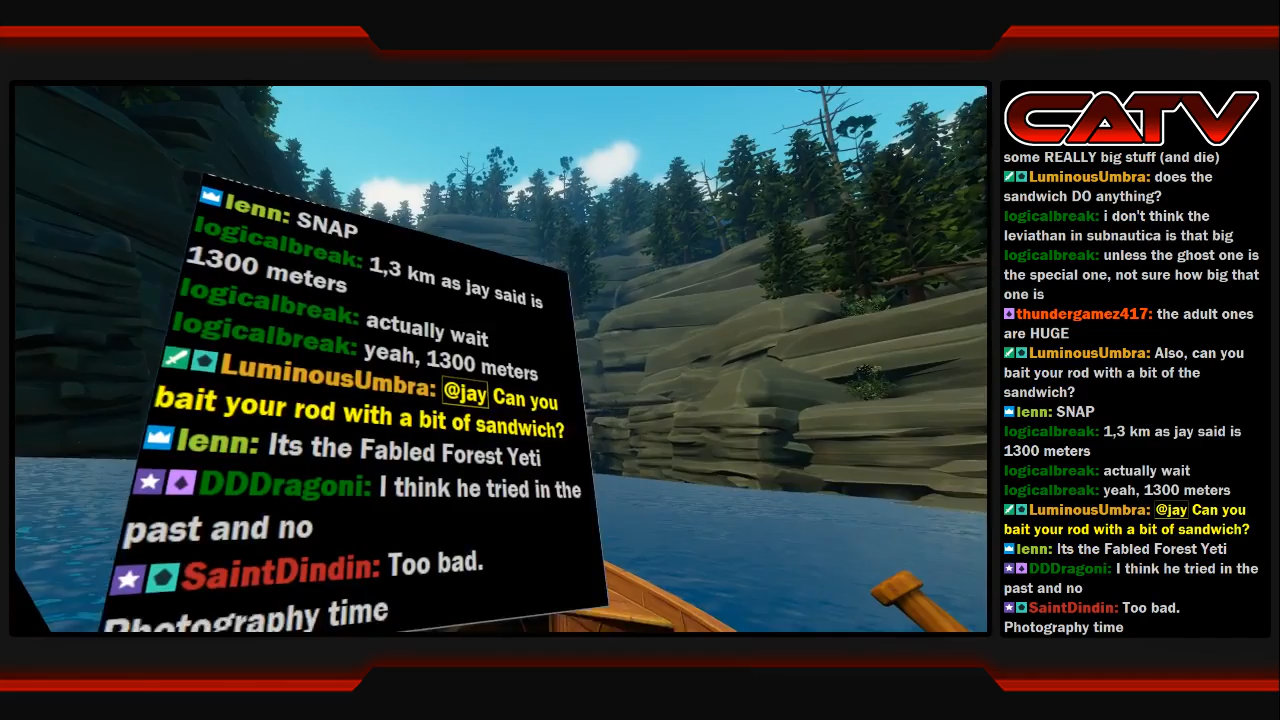 lenn: SNAP
logicalbreak: 1,3 km as jay said is
1300 meters
logicalbreak: actually wait
logicalbreak: yeah, 1300 meters
LuminousUmbra: @jay Can you
bait your rod with a bit of sandwich?
lenn: Its the Fabled Forest Yeti
DDDragoni: I think he tried in the
past and no
SaintDindin: Too bad.
Photography time
CATV
some REALLY big stuff (and die)
LuminousUmbra: does the
sandwich DO anything?
logicalbreak: i don't think the
leviathan in subnautica is that big
logicalbreak: unless the ghost one is
the special one, not sure how big that
one is
thundergamez417: the adult ones
are HUGE
LuminousUmbra: Also, can you
bait your rod with a bit of the
sandwich?
lenn: SNAP
logicalbreak: 1,3 km as jay said is
1300 meters
logicalbreak: actually wait
logicalbreak: yeah, 1300 meters
LuminousUmbra: @jay Can you
bait your rod with a bit of sandwich?
lenn: Its the Fabled Forest Yeti
DDDragoni: I think he tried in the
past and no
SaintDindin: Too bad.
Photography time